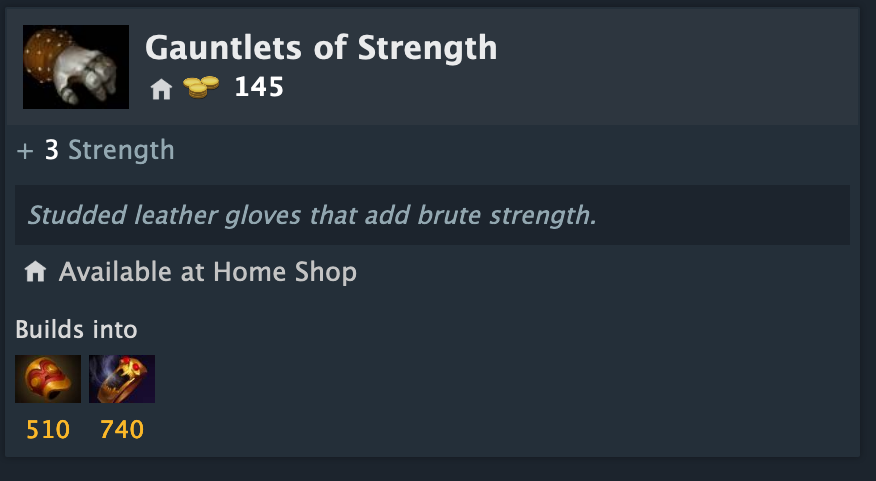 Gauntlets of Strength
145
+ 3 Strength
Studded leather gloves that add brute strength.
Available at Home Shop
Builds into
510 740